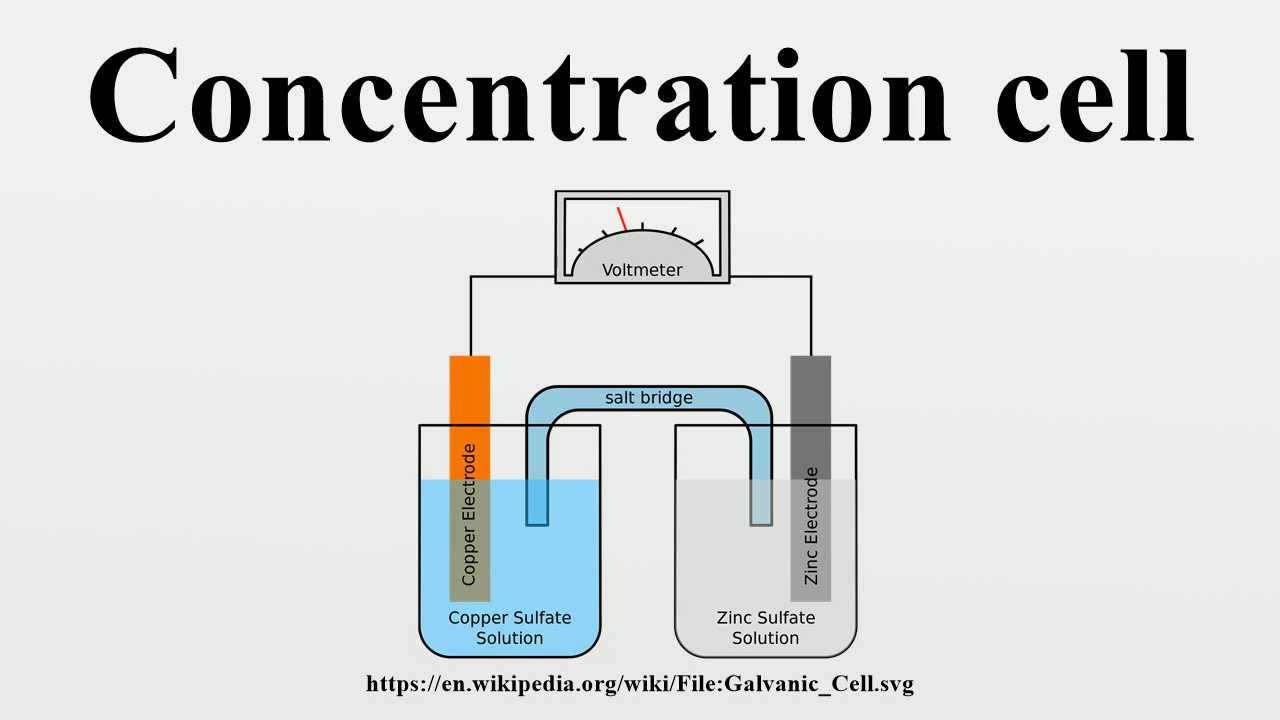 Concentration cell
Voltmeter
salt bridge
Copper Electrode
Zinc Electrode
Copper Sulfate
Solution
Zinc Sulfate
Solution
https://en.wikipedia.org/wiki/File:Galvanic_Cell.svg